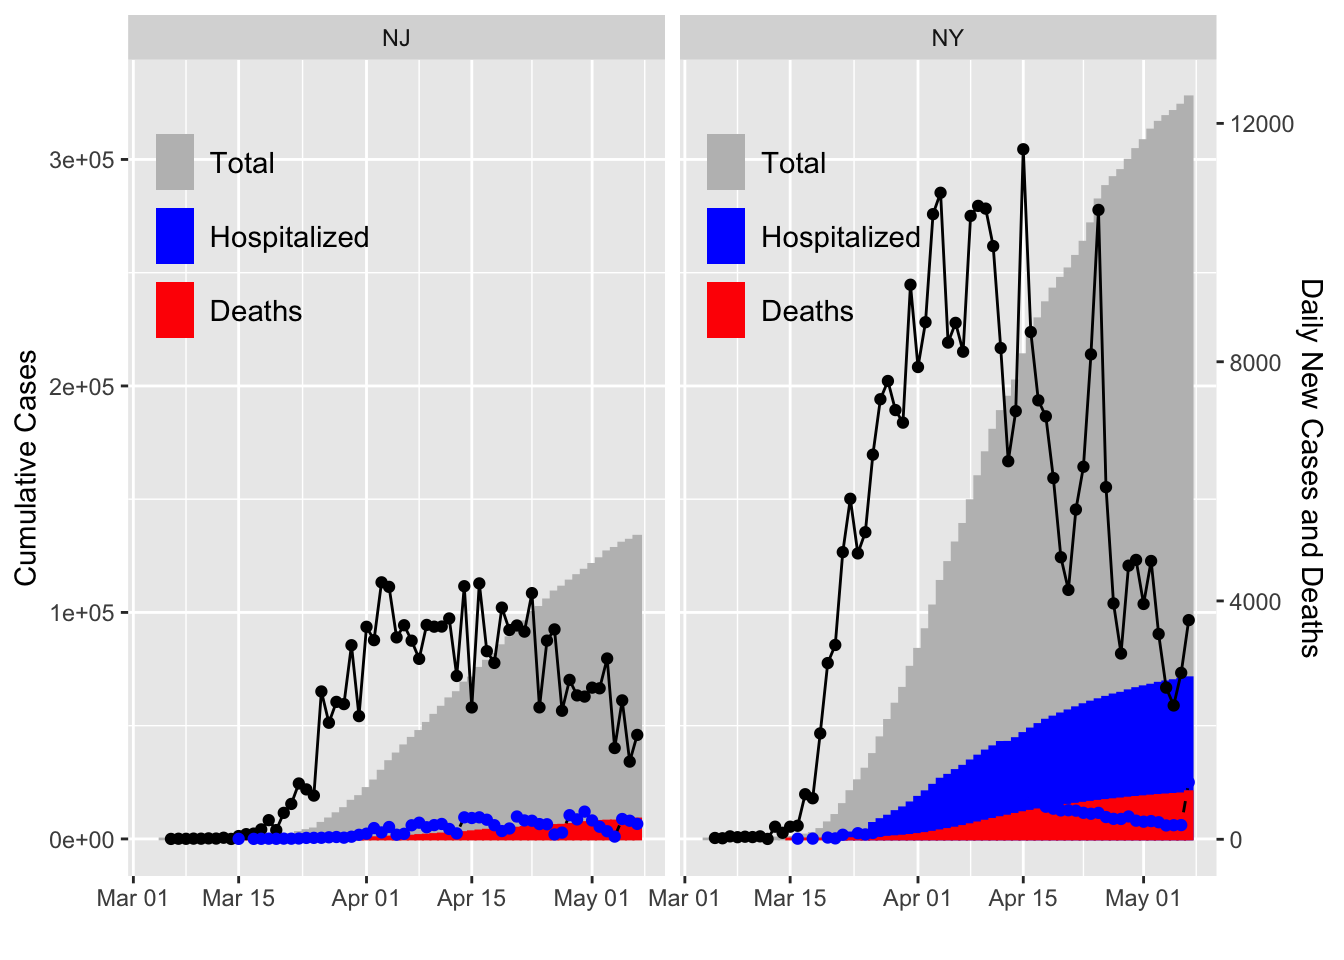 NJ
NY
Total
Hospitalized
Deaths
Total
Hospitalized
Deaths
Cumulative Cases
3e+05
2e+05
1e+05
0e+00
12000
8000
4000
0
Daily New Cases and Deaths
Mar 01
Mar 15
Apr 01
Apr 15
May 01
Mar 01
Mar 15
Apr 01
Apr 15
May 01